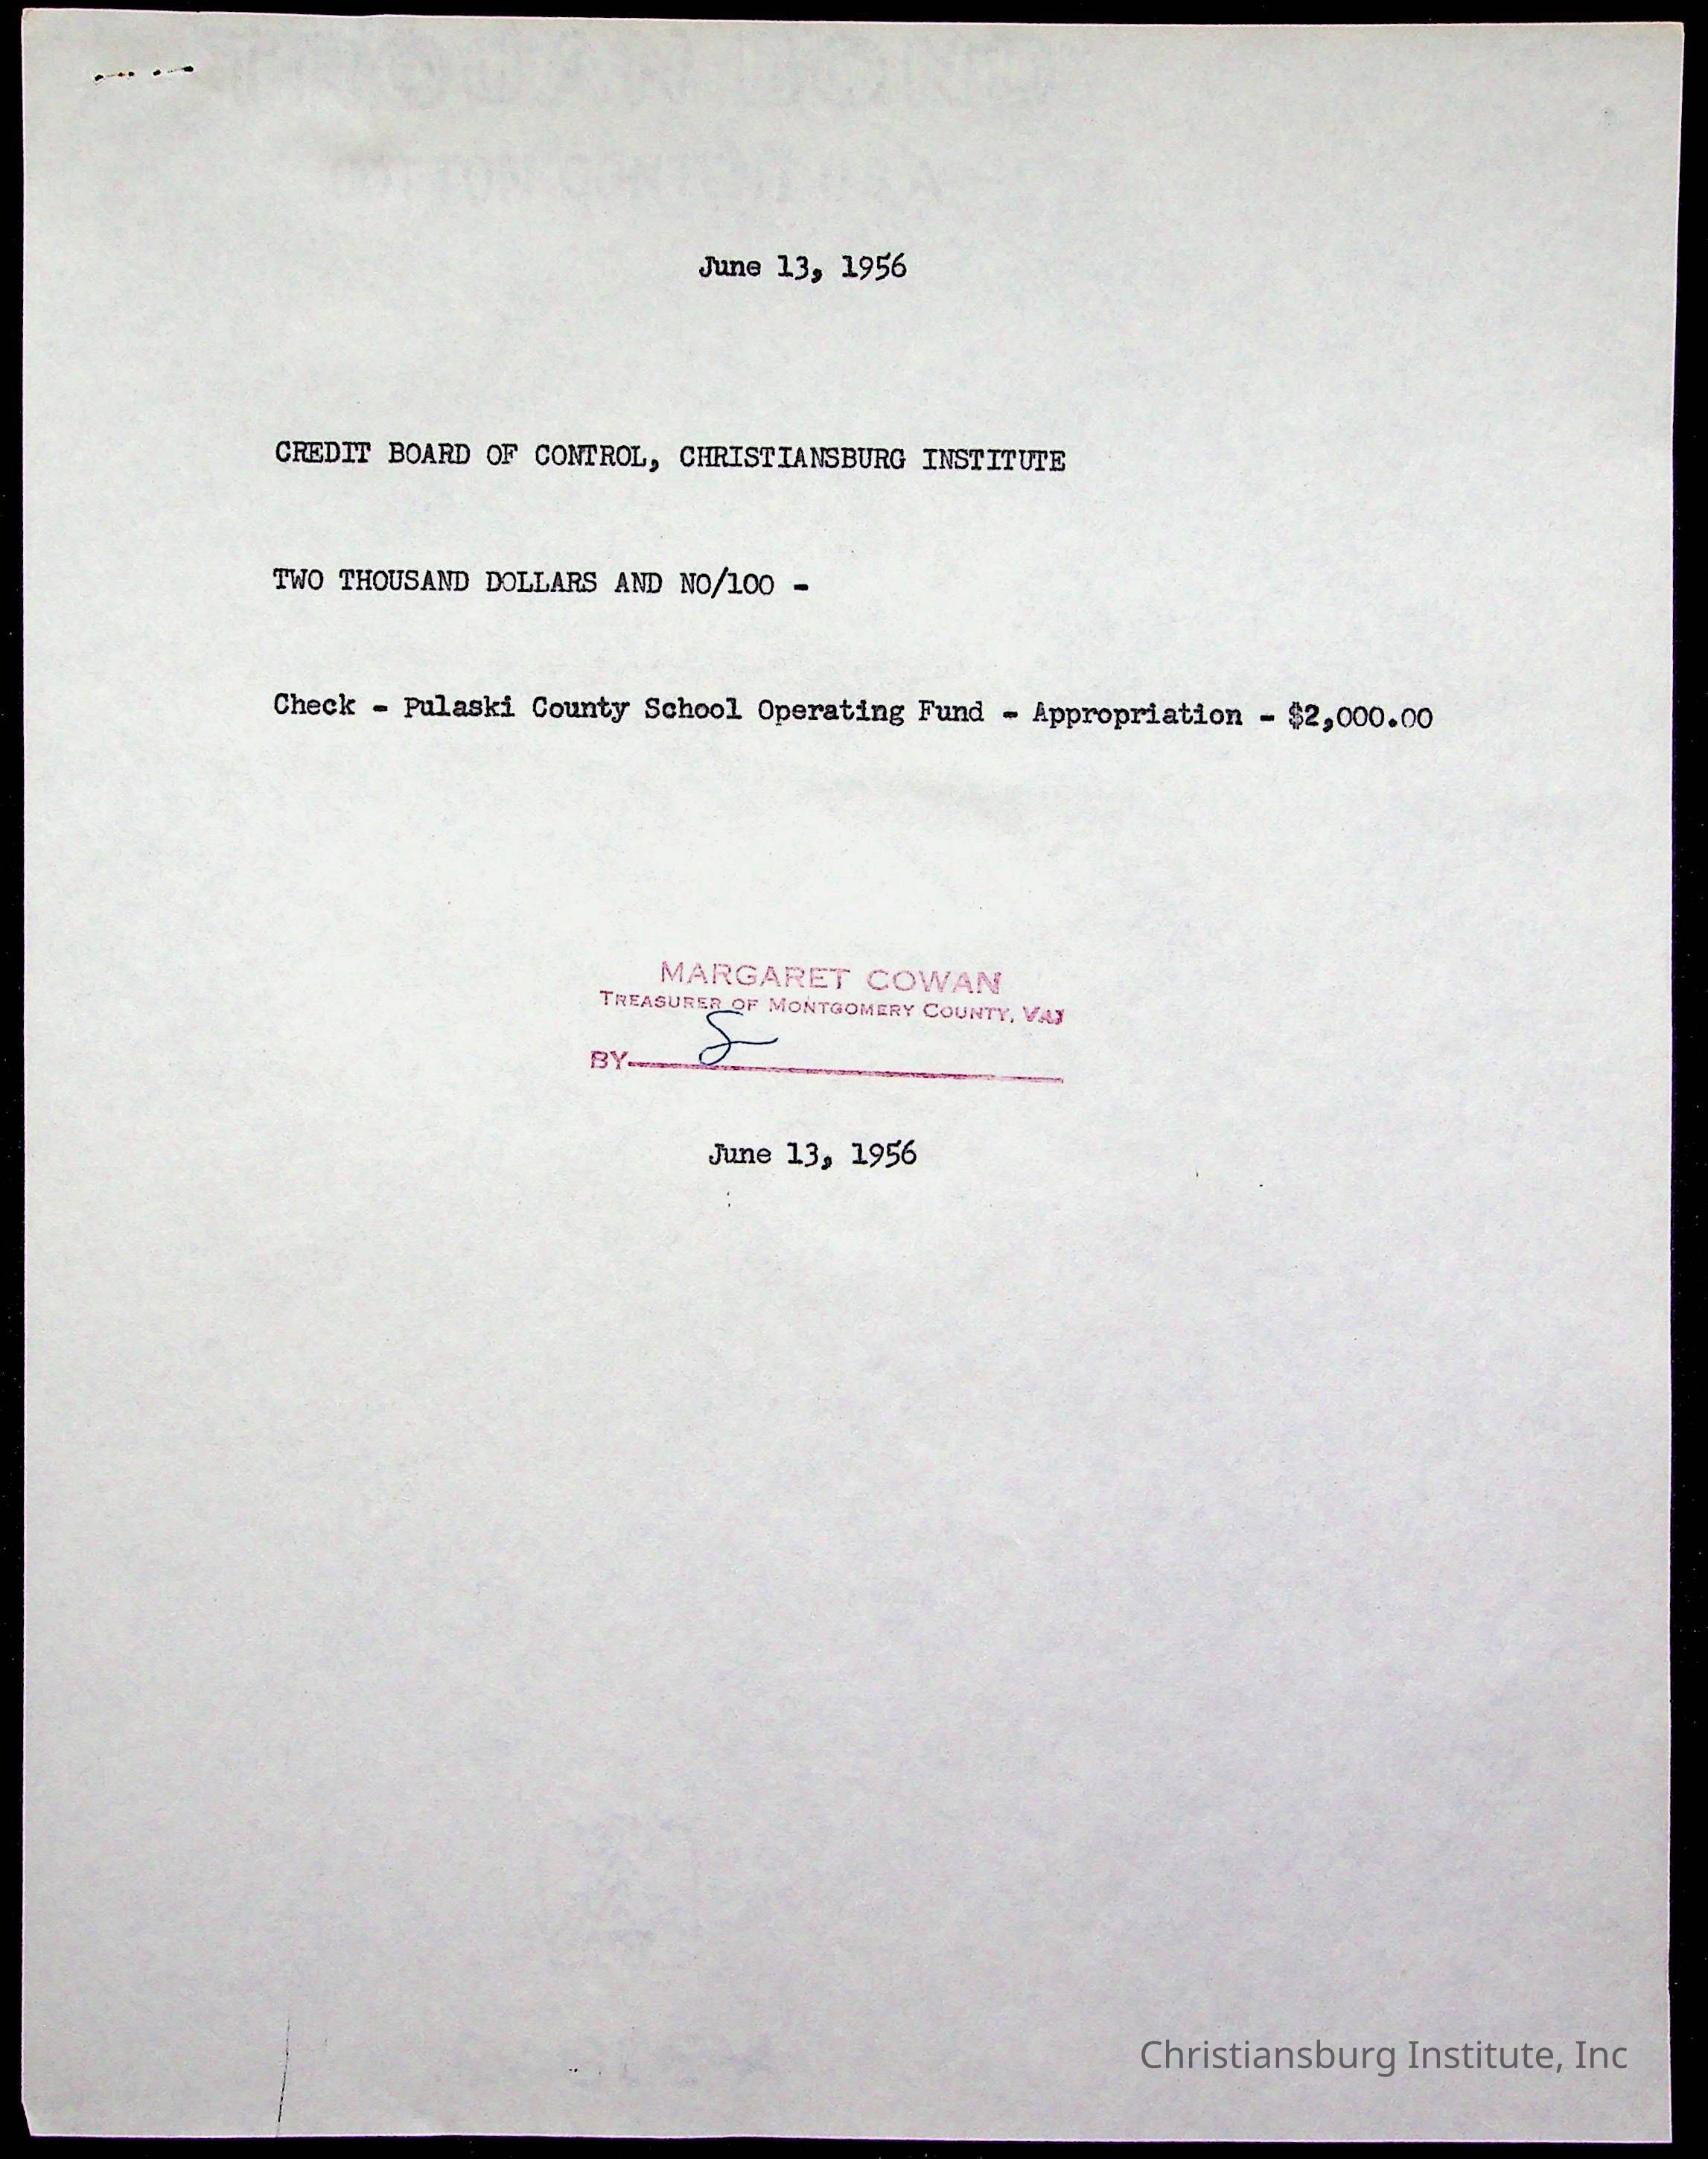 June 13, 1956
CREDIT BOARD OF CONTROL, CHRISTIANSBURG INSTITUTE
TWO THOUSAND DOLLARS AND NO/100 -
Check - Pulaski County School Operating Fund - Appropriation - $2,000.00
MARGARET COWAN
TREASURER OF MONTGOMERY COUNTY, VA.
BY
June 13, 1956
Christiansburg Institute, Inc